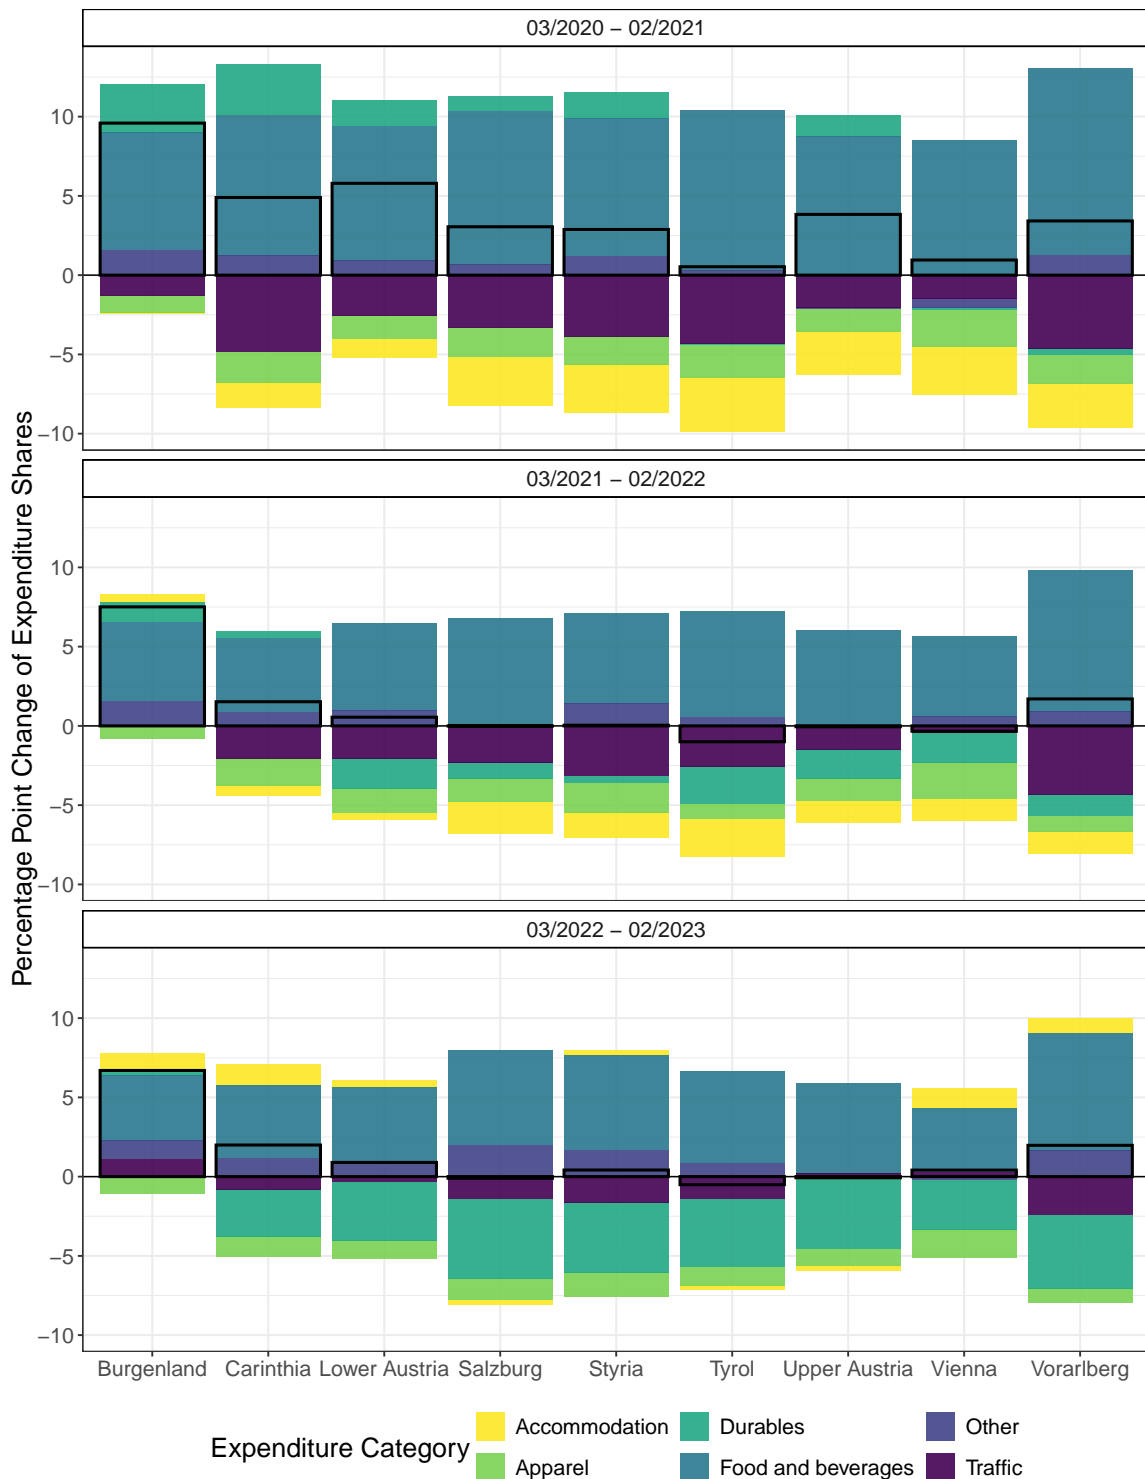 03/2020 − 02/2021
10
5
0
−5
−10
03/2021 − 02/2022
10
5
0
−5
−10
03/2022 − 02/2023
10
5
0
−5
−10
Percentage Point Change of Expenditure Shares
Burgenland Carinthia Lower Austria Salzburg Styria Tyrol Upper Austria Vienna Vorarlberg
Expenditure Category
Accommodation Durables Other
Apparel Food and beverages Traffic